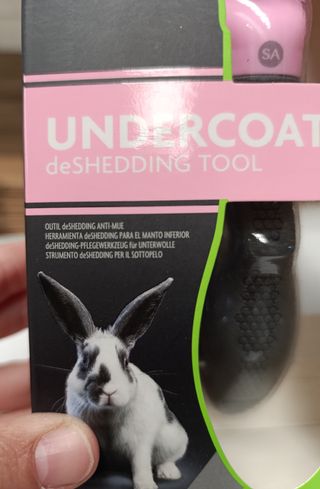 SA
UNDERCOAT
deSHEDDING TOOL
OUTIL deSHEDDING ANTI-MUE
HERRAMIENTA deSHEDDING PARA EL MANTO INFERIOR
deSHEDDING-PFLEGEWERKZEUG für UNTERWOLLE
STRUMENTO deSHEDDING PER IL SOTTOPELO